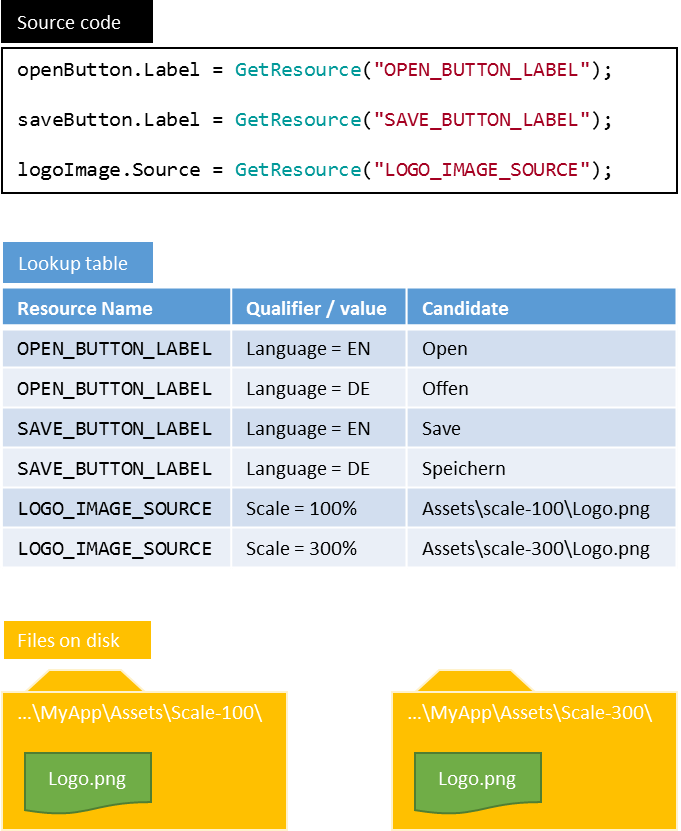 Source code
openButton.Label = GetResource("OPEN_BUTTON_LABEL");
saveButton.Label = GetResource("SAVE_BUTTON_LABEL");
logoImage.Source = GetResource("LOGO_IMAGE_SOURCE");
Lookup table
Resource Name Qualifier / value Candidate
OPEN_BUTTON_LABEL Language = EN Open
OPEN_BUTTON_LABEL Language = DE Offen
SAVE_BUTTON_LABEL Language = EN Save
SAVE_BUTTON_LABEL Language = DE Speichern
LOGO_IMAGE_SOURCE Scale = 100% Assets\scale-100\Logo.png
LOGO_IMAGE_SOURCE Scale = 300% Assets\scale-300\Logo.png
Files on disk
...\MyApp\Assets\Scale-100\ ...\MyApp\Assets\Scale-300\
Logo.png Logo.png